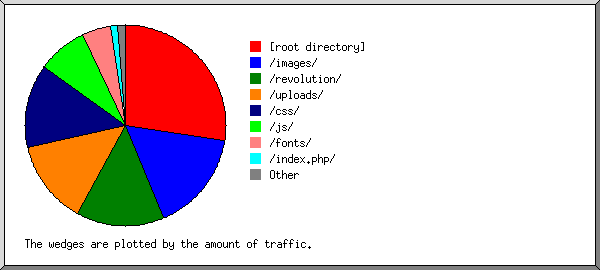 [root directory]
/images/
/revolution/
/uploads/
/css/
/js/
/fonts/
/index.php/
Other
The wedges are plotted by the amount of traffic.